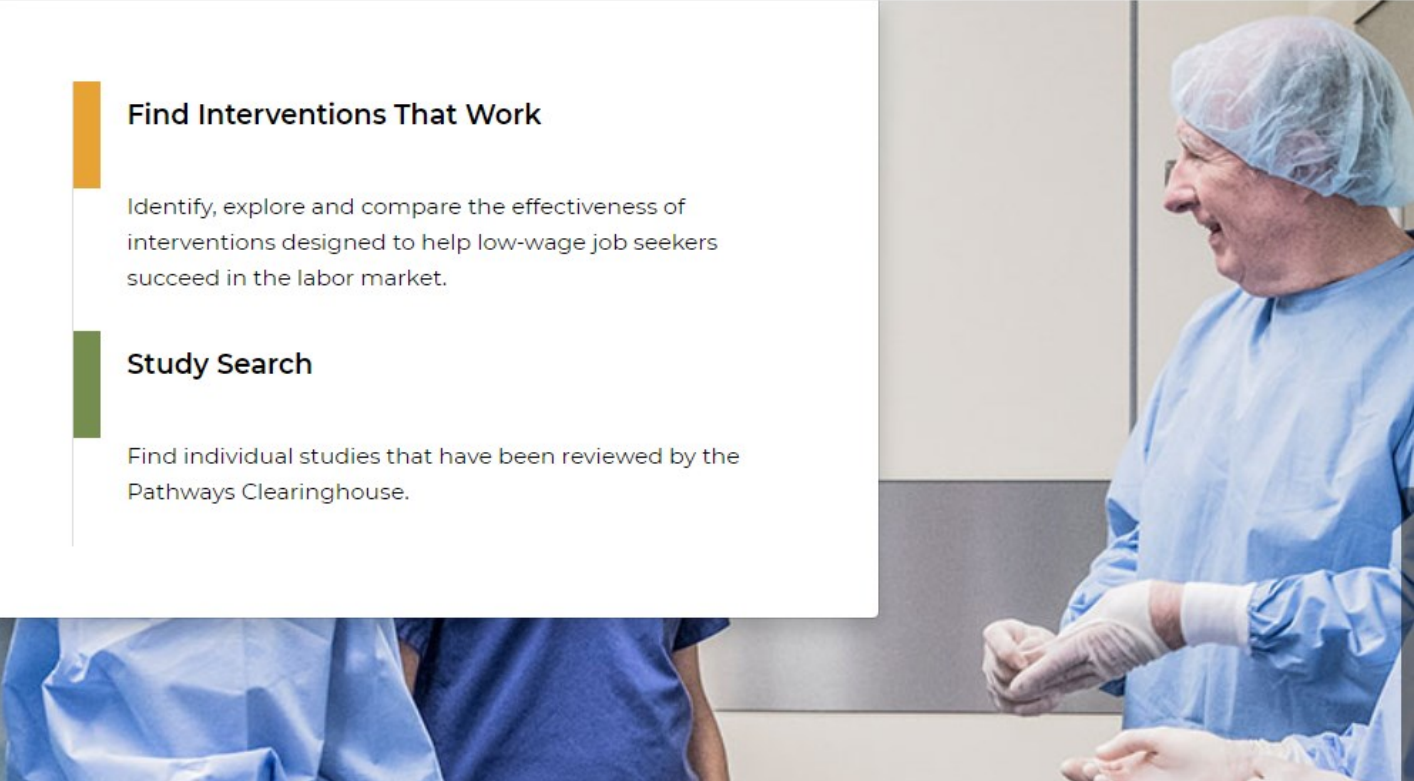 Find Interventions That Work
Identify, explore and compare the effectiveness of
interventions designed to help low-wage job seekers
succeed in the labor market.
Study Search
Find individual studies that have been reviewed by the
Pathways Clearinghouse.